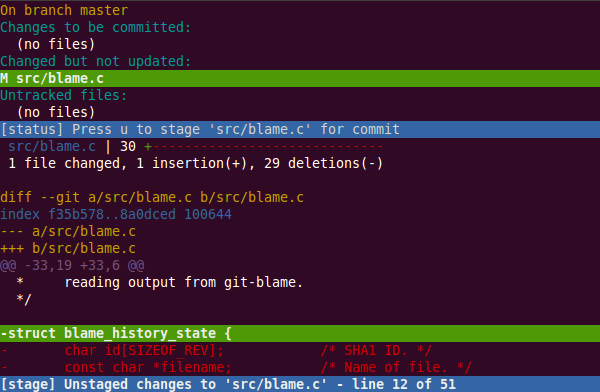 On branch master
Changes to be committed:
  (no files)
Changed but not updated:
M src/blame.c
Untracked files:
  (no files)
[status] Press u to stage 'src/blame.c' for commit
 src/blame.c | 30 +-----------------------------
 1 file changed, 1 insertion(+), 29 deletions(-)

diff --git a/src/blame.c b/src/blame.c
index f35b578..8a0dced 100644
--- a/src/blame.c
+++ b/src/blame.c
@@ -33,19 +33,6 @@
  *     reading output from git-blame.
  */

-struct blame_history_state {
-       char id[SIZEOF_REV];            /* SHA1 ID. */
-       const char *filename;           /* Name of file. */
[stage] Unstaged changes to 'src/blame.c' - line 12 of 51